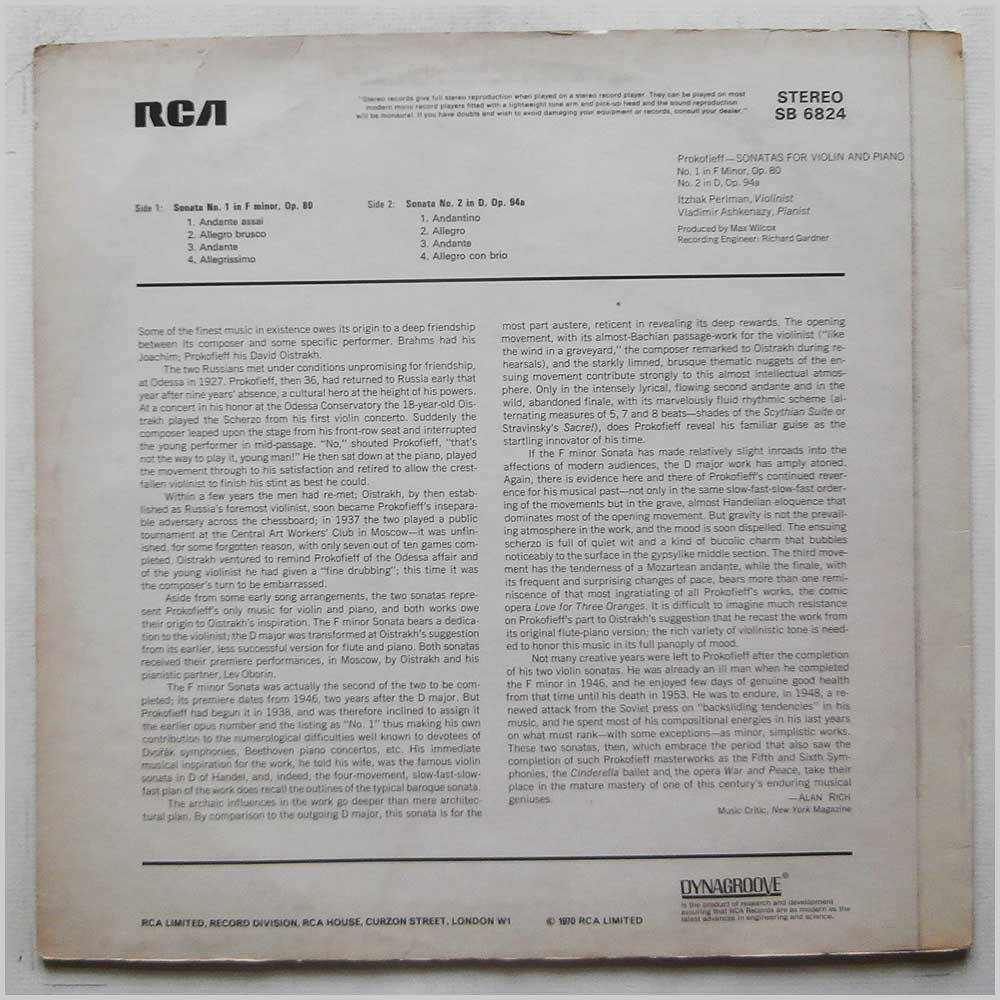 RCA
"Stereo records give full stereo reproduction when played on a stereo record player. They can be played on most
modern mono record players fitted with a lightweight tone arm and pick-up head and the sound reproduction
will be monaural. If you have doubts and wish to avoid damaging your equipment or records, consult your dealer."
STEREO
SB 6824
Prokofieff—SONATAS FOR VIOLIN AND PIANO
No. 1 in F Minor, Op. 80
No. 2 in D, Op. 94a
Itzhak Perlman, Violinist
Vladimir Ashkenazy, Pianist
Produced by Max Wilcox
Recording Engineer: Richard Gardner
Side 1: Sonata No. 1 in F minor, Op. 80
1. Andante assai
2. Allegro brusco
3. Andante
4. Allegrissimo
Side 2: Sonata No. 2 in D, Op. 94a
1. Andantino
2. Allegro
3. Andante
4. Allegro con brio
Some of the finest music in existence owes its origin to a deep friendship
between its composer and some specific performer. Brahms had his
Joachim; Prokofieff his David Oistrakh.
The two Russians met under conditions unpromising for friendship,
at Odessa in 1927. Prokofieff, then 36, had returned to Russia early that
year after nine years' absence, a cultural hero at the height of his powers.
At a concert in his honor at the Odessa Conservatory the 18-year-old Ois-
trakh played the Scherzo from his first violin concerto. Suddenly the
composer leaped upon the stage from his front-row seat and interrupted
the young performer in mid-passage. "No," shouted Prokofieff, "that's
not the way to play it, young man!" He then sat down at the piano, played
the movement through to his satisfaction and retired to allow the crest-
fallen violinist to finish his stint as best he could.
Within a few years the men had re-met; Oistrakh, by then estab-
lished as Russia's foremost violinist, soon became Prokofieff's insepara-
ble adversary across the chessboard; in 1937 the two played a public
tournament at the Central Art Workers' Club in Moscow—it was unfin-
ished, for some forgotten reason, with only seven out of ten games com-
pleted. Oistrakh ventured to remind Prokofieff of the Odessa affair and
of the young violinist he had given a "fine drubbing"; this time it was
the composer's turn to be embarrassed.
Aside from some early song arrangements, the two sonatas repre-
sent Prokofieff's only music for violin and piano, and both works owe
their origin to Oistrakh's inspiration. The F minor Sonata bears a dedica-
tion to the violinist; the D major was transformed at Oistrakh's suggestion
from its earlier, less successful version for flute and piano. Both sonatas
received their premiere performances, in Moscow, by Oistrakh and his
pianistic partner, Lev Oborin.
The F minor Sonata was actually the second of the two to be com-
pleted; its premiere dates from 1946, two years after the D major. But
Prokofieff had begun it in 1938, and was therefore inclined to assign it
the earlier opus number and the listing as "No. 1" thus making his own
contribution to the numerological difficulties well known to devotees of
Dvořák symphonies, Beethoven piano concertos, etc. His immediate
musical inspiration for the work, he told his wife, was the famous violin
sonata in D of Handel, and, indeed, the four-movement, slow-fast-slow-
fast plan of the work does recall the outlines of the typical baroque sonata.
The archaic influences in the work go deeper than mere architec-
tural plan. By comparison to the outgoing D major, this sonata is for the
most part austere, reticent in revealing its deep rewards. The opening
movement, with its almost-Bachian passage-work for the violinist ("like
the wind in a graveyard," the composer remarked to Oistrakh during re-
hearsals), and the starkly limned, brusque thematic nuggets of the en-
suing movement contribute strongly to this almost intellectual atmos-
phere. Only in the intensely lyrical, flowing second andante and in the
wild, abandoned finale, with its marvelously fluid rhythmic scheme (al-
ternating measures of 5, 7 and 8 beats—shades of the Scythian Suite or
Stravinsky's Sacre!), does Prokofieff reveal his familiar guise as the
startling innovator of his time.
If the F minor Sonata has made relatively slight inroads into the
affections of modern audiences, the D major work has amply atoned.
Again, there is evidence here and there of Prokofieff's continued rever-
ence for his musical past—not only in the same slow-fast-slow-fast order-
ing of the movements but in the grave, almost Handelian eloquence that
dominates most of the opening movement. But gravity is not the prevail-
ing atmosphere in the work, and the mood is soon dispelled. The ensuing
scherzo is full of quiet wit and a kind of bucolic charm that bubbles
noticeably to the surface in the gypsylike middle section. The third move-
ment has the tenderness of a Mozartean andante, while the finale, with
its frequent and surprising changes of pace, bears more than one remi-
niscence of that most ingratiating of all Prokofieff's works, the comic
opera Love for Three Oranges. It is difficult to imagine much resistance
on Prokofieff's part to Oistrakh's suggestion that he recast the work from
its original flute-piano version; the rich variety of violinistic tone is need-
ed to honor this music in its full panoply of mood.
Not many creative years were left to Prokofieff after the completion
of his two violin sonatas. He was already an ill man when he completed
the F minor in 1946, and he enjoyed few days of genuine good health
from that time until his death in 1953. He was to endure, in 1948, a re-
newed attack from the Soviet press on "backsliding tendencies" in his
music, and he spent most of his compositional energies in his last years
on what must rank—with some exceptions—as minor, simplistic works.
These two sonatas, then, which embrace the period that also saw the
completion of such Prokofieff masterworks as the Fifth and Sixth Sym-
phonies, the Cinderella ballet and the opera War and Peace, take their
place in the mature mastery of one of this century's enduring musical
geniuses.
—ALAN RICH
Music Critic, New York Magazine
DYNAGROOVE®
is the product of research and development
assuring that RCA Records are as modern as the
latest advances in engineering and science.
RCA LIMITED, RECORD DIVISION, RCA HOUSE, CURZON STREET, LONDON W1
© 1970 RCA LIMITED